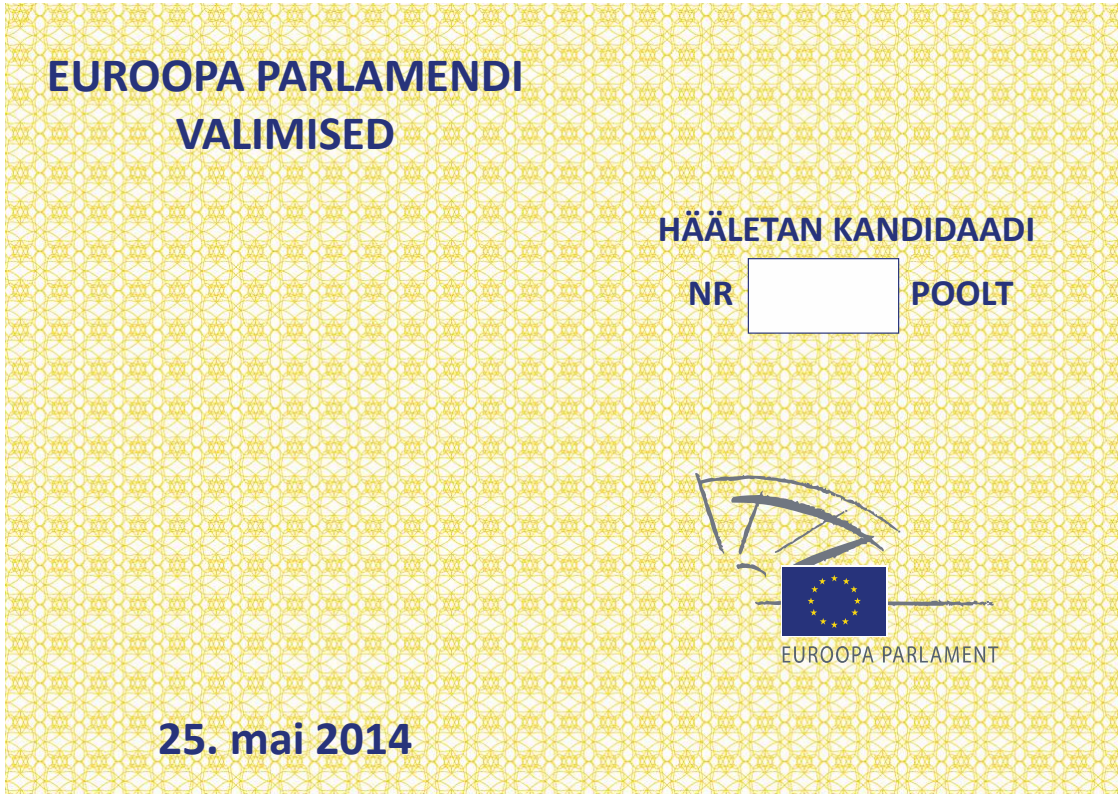 EUROOPA PARLAMENDI
VALIMISED
HÄÄLETAN KANDIDAADI
NR POOLT
EUROOPA PARLAMENT
25. mai 2014